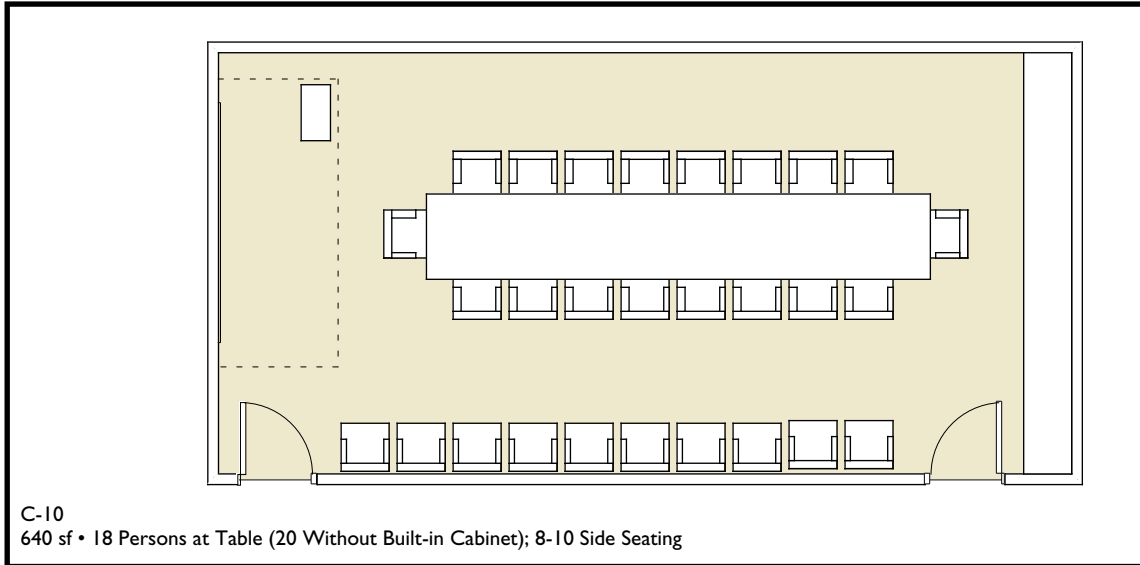 C-10
640 sf • 18 Persons at Table (20 Without Built-in Cabinet); 8-10 Side Seating